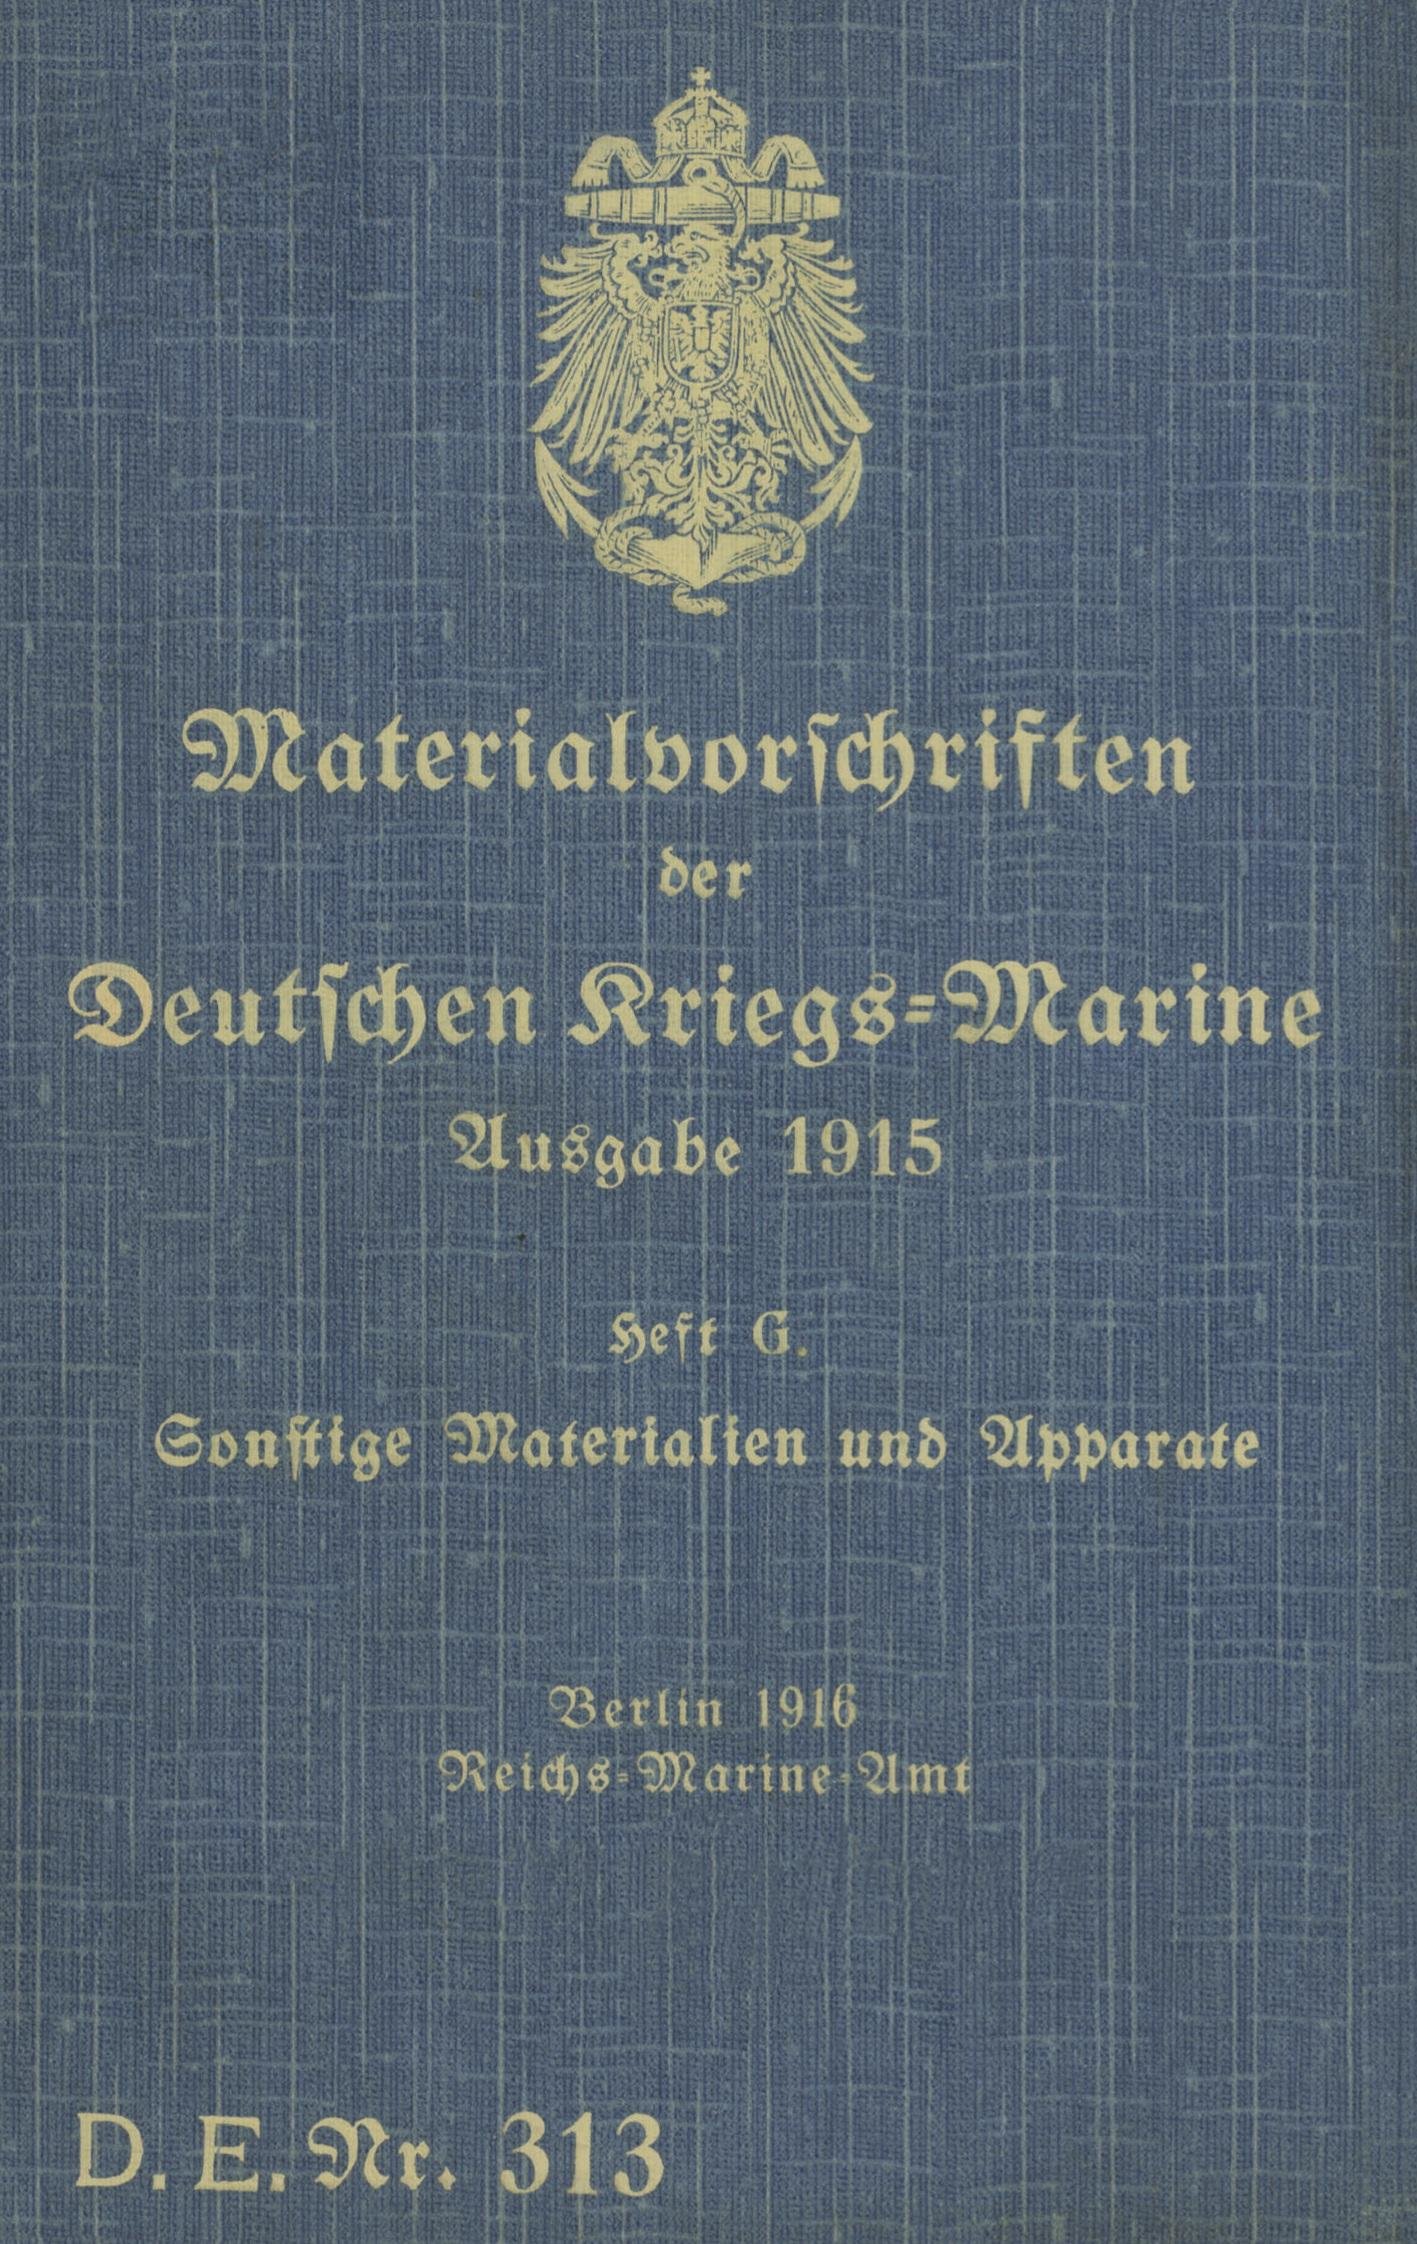 Materialvorschriften
der
Deutschen Kriegs=Marine
Ausgabe 1915
Heft G.
Sonstige Materialien und Apparate
Berlin 1916
Reichs=Marine=Amt
D. E. Nr. 313